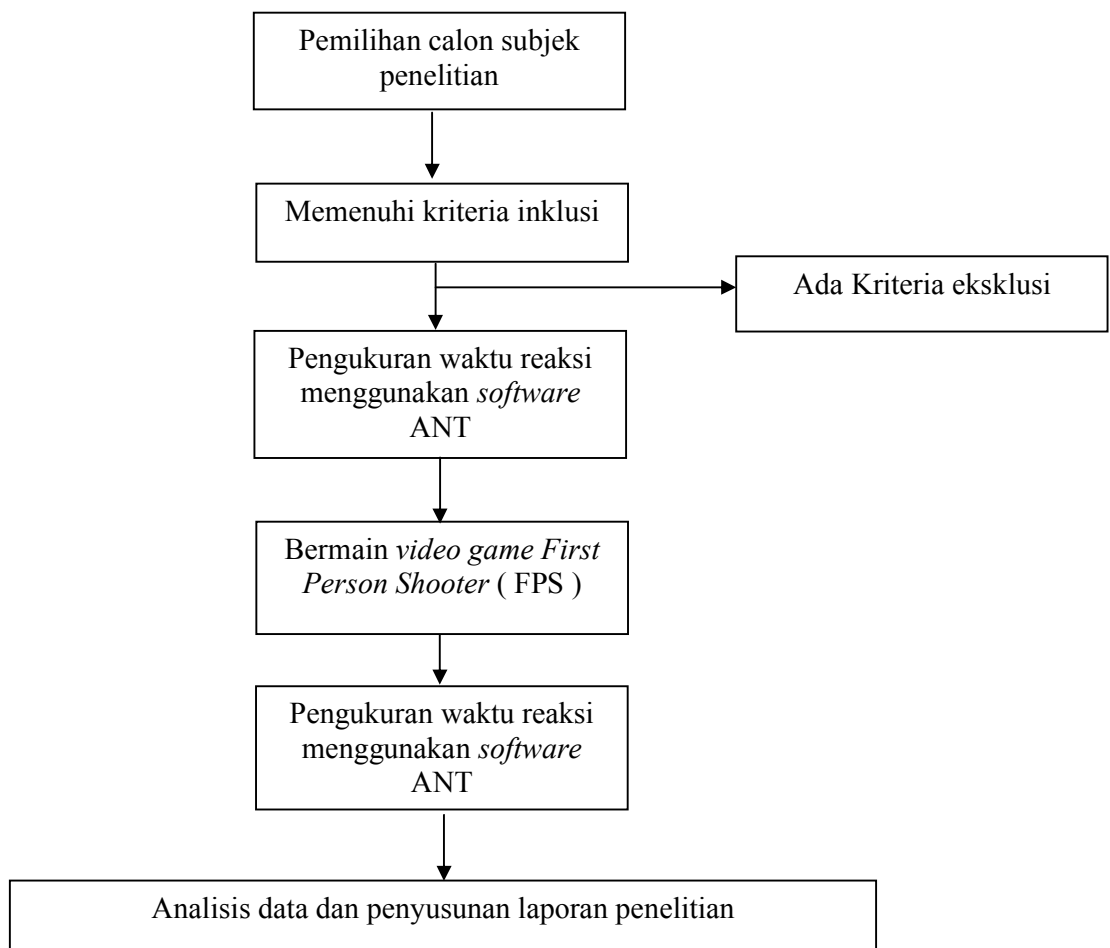 Pemilihan calon subjek
penelitian
Memenuhi kriteria inklusi
Ada Kriteria eksklusi
Pengukuran waktu reaksi
menggunakan software
ANT
Bermain video game First
Person Shooter ( FPS )
Pengukuran waktu reaksi
menggunakan software
ANT
Analisis data dan penyusunan laporan penelitian